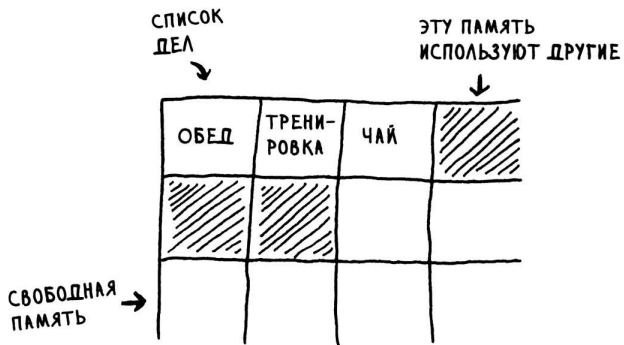 СПИСОК
ДЕЛ
ЭТУ ПАМЯТЬ
ИСПОЛЬЗУЮТ ДРУГИЕ
ОБЕД
ТРЕНИ-
РОВКА
ЧАЙ
СВОБОДНАЯ
ПАМЯТЬ